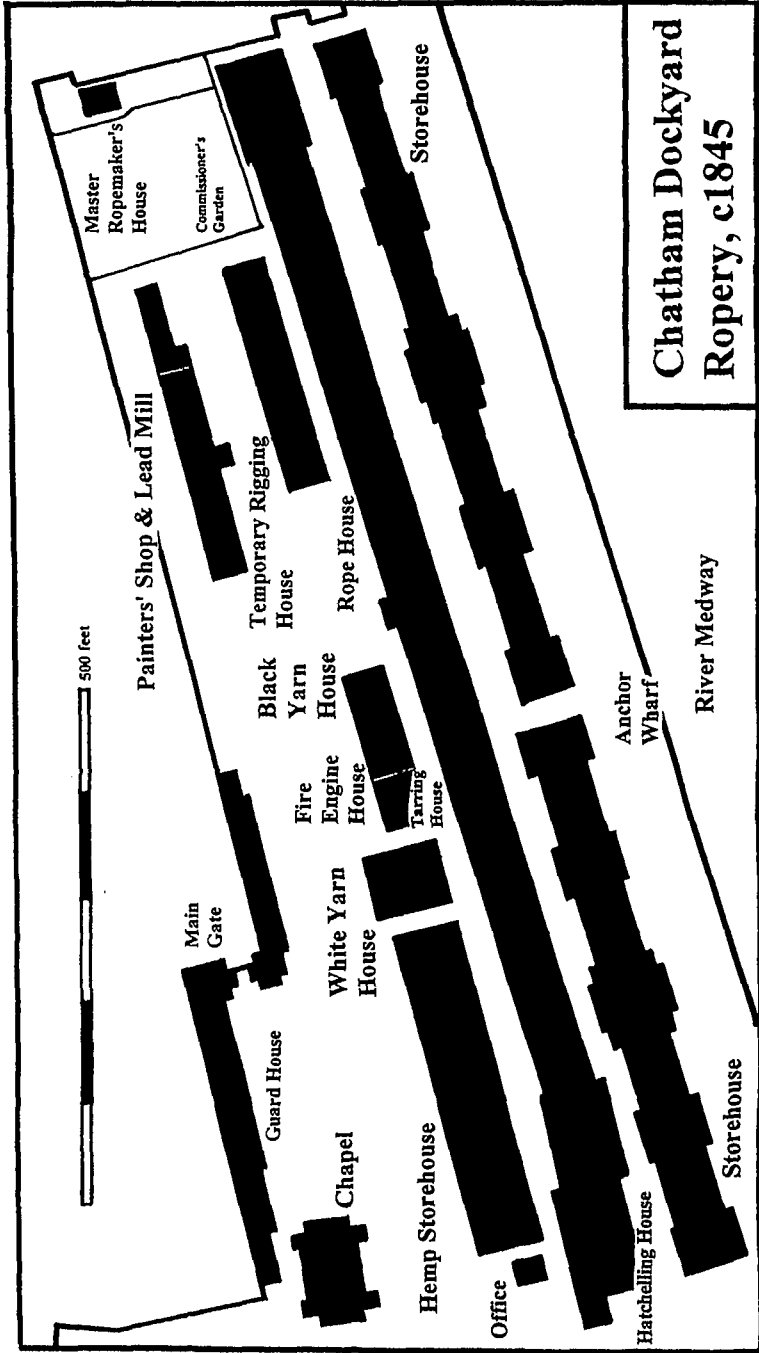 Chatham Dockyard
Ropery, c1845
500 feet
Main
Gate
Guard House
Chapel
Painters' Shop & Lead Mill
Master
Ropemaker's
House
Commissioner's
Garden
Temporary Rigging
House
Black
Yarn
House
Fire
Engine
House
Tarring
House
White Yarn
House
Hemp Storehouse
Office
Rope House
Hatchelling House
Storehouse
Storehouse
Anchor
Wharf
River Medway